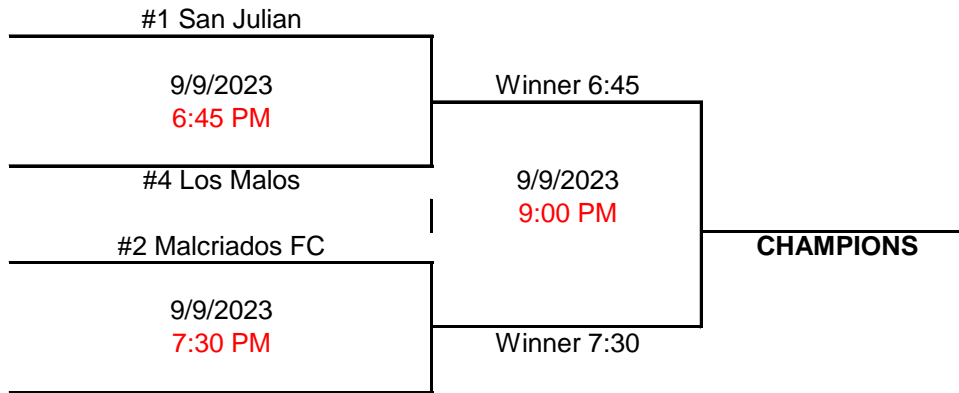 #1 San Julian
9/9/2023
6:45 PM
Winner 6:45
#4 Los Malos
9/9/2023
9:00 PM
#2 Malcriados FC
CHAMPIONS
9/9/2023
7:30 PM
Winner 7:30